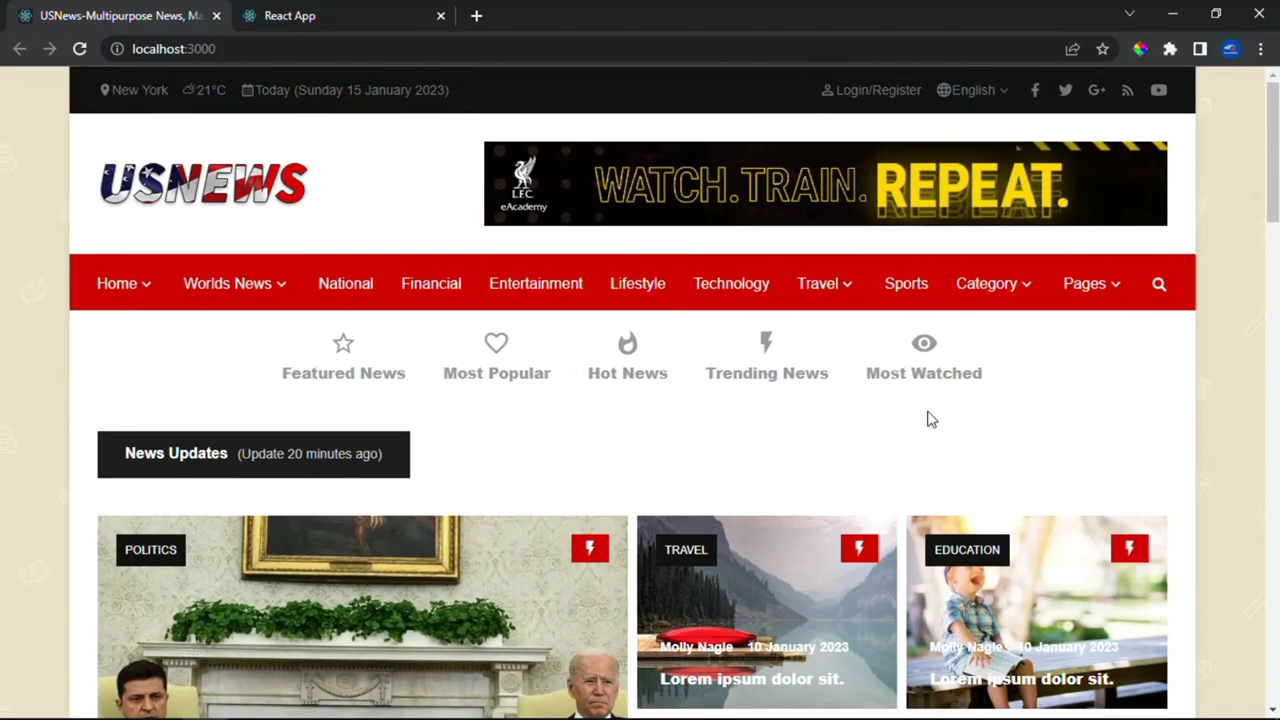 USNews-Multipurpose News, Ma
React App
localhost:3000
New York 21°C Today (Sunday 15 January 2023)
Login/Register English G+
USNEWS
L.F.C.
eAcademy
WATCH.TRAIN. REPEAT.
Home Worlds News National Financial Entertainment Lifestyle Technology Travel Sports Category Pages
Featured News Most Popular Hot News Trending News Most Watched
News Updates (Update 20 minutes ago)
POLITICS
TRAVEL
Molly Nagle 10 January 2023
Lorem ipsum dolor sit.
EDUCATION
Molly Nagle 10 January 2023
Lorem ipsum dolor sit.